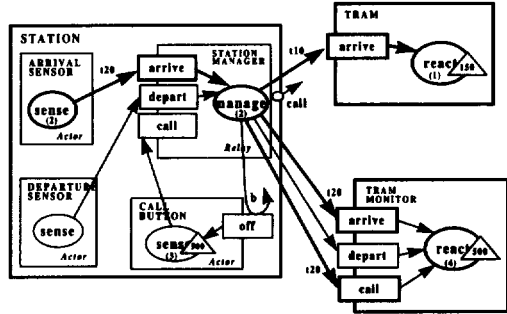 STATION
ARRIVAL
SENSOR
sense
(2)
Actor
t20
STATION
MANAGER
arrive
depart
call
manage
(2)
Relay
call
DEPARTURE
SENSOR
sense
Actor
CALL
BUTTON
b
off
(3)
Actor
TRAM
t10
arrive
react
(1)
150
TRAM
MONITOR
t20
arrive
depart
t20
call
react
(4)
500